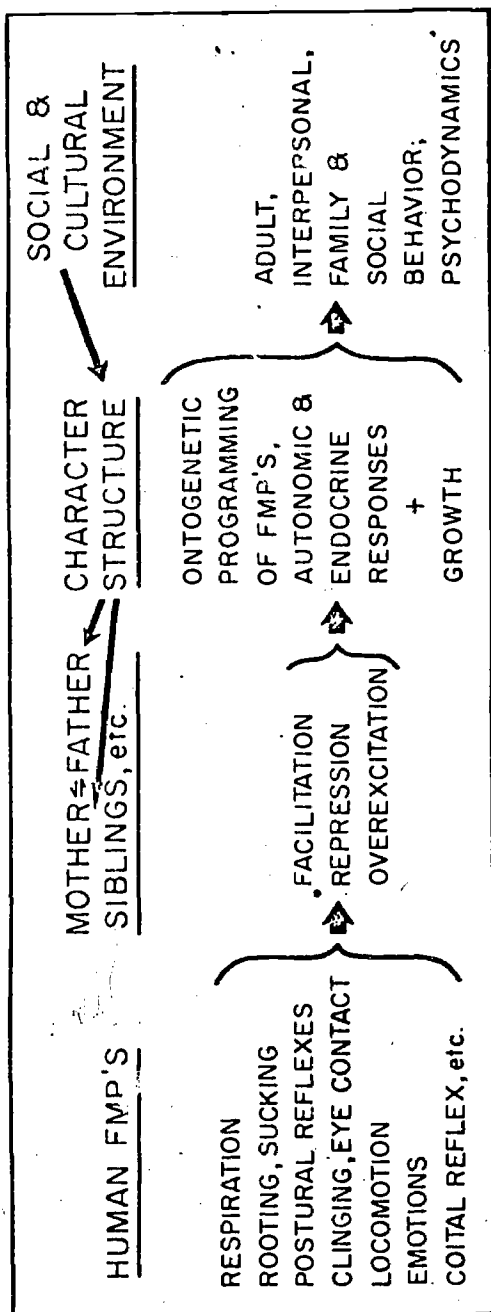 HUMAN FMP'S
RESPIRATION
ROOTING, SUCKING
POSTURAL REFLEXES
CLINGING, EYE CONTACT
LOCOMOTION
EMOTIONS
COITAL REFLEX, etc.
MOTHER ⇋ FATHER
SIBLINGS, etc.
FACILITATION
REPRESSION
OVEREXCITATION
CHARACTER
STRUCTURE
ONTOGENETIC
PROGRAMMING
OF FMP'S,
AUTONOMIC &
ENDOCRINE
RESPONSES
+
GROWTH
SOCIAL &
CULTURAL
ENVIRONMENT
ADULT,
INTERPERSONAL,
FAMILY &
SOCIAL
BEHAVIOR;
PSYCHODYNAMICS